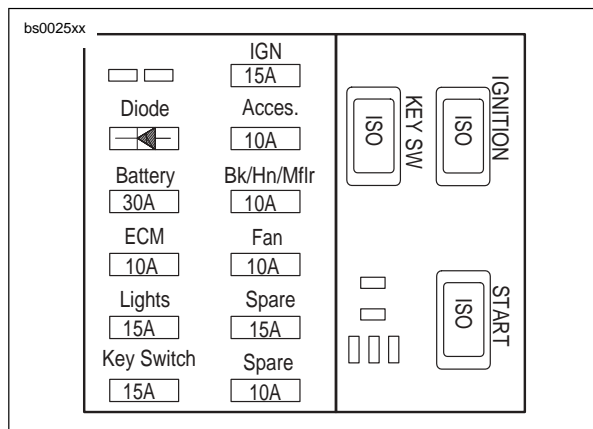 bs0025xx
IGN
15A
Diode
Acces.
10A
Battery
Bk/Hn/Mflr
30A
10A
ECM
Fan
10A
10A
Lights
Spare
15A
15A
Key Switch
Spare
15A
10A
ISO
KEY SW
ISO
IGNITION
ISO
START